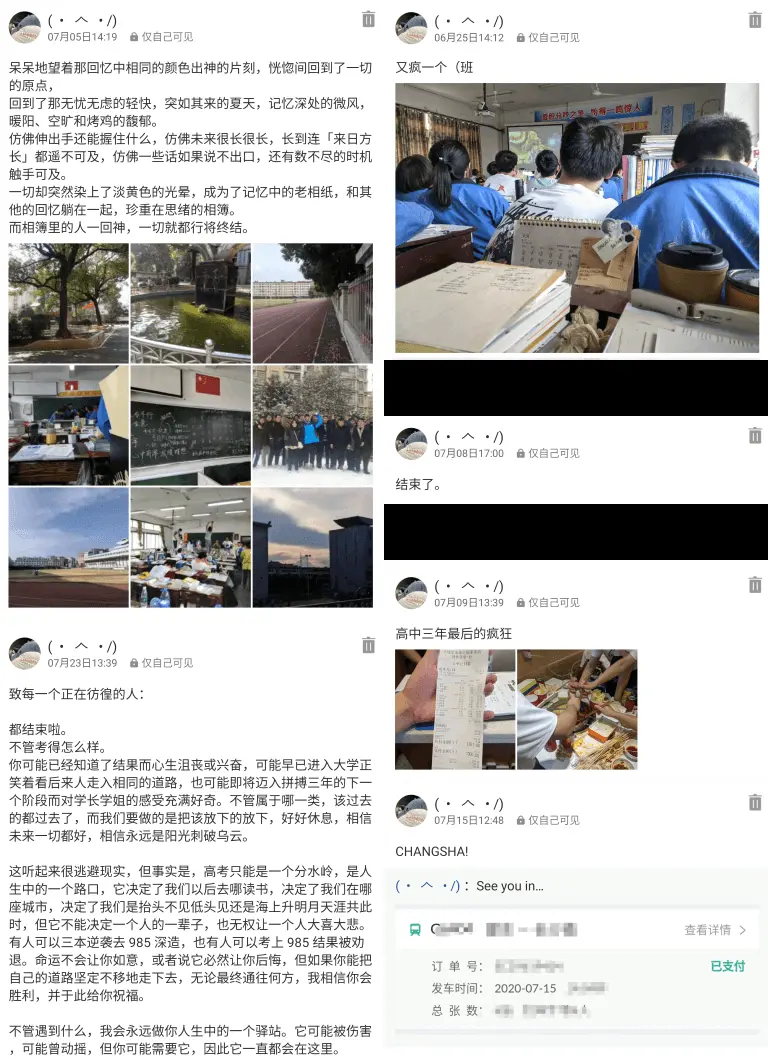 (・ ヘ ・/)
07月05日14:19 仅自己可见
呆呆地望着那回忆中相同的颜色出神的片刻，恍惚间回到了一切
的原点，
回到了那无忧无虑的轻快，突如其来的夏天，记忆深处的微风，
暖阳、空旷和烤鸡的馥郁。
仿佛伸出手还能握住什么，仿佛未来很长很长，长到连「来日方
长」都遥不可及，仿佛一些话如果说不出口，还有数不尽的时机
触手可及。
一切却突然染上了淡黄色的光晕，成为了记忆中的老相纸，和其
他的回忆躺在一起，珍重在思绪的相簿。
而相簿里的人一回神，一切就都行将终结。
(・ ヘ ・/)
07月23日13:39 仅自己可见
致每一个正在彷徨的人：
都结束啦。
不管考得怎么样。
你可能已经知道了结果而心生沮丧或兴奋，可能早已进入大学正
笑着看后来人走入相同的道路，也可能即将迈入拼搏三年的下一
个阶段而对学长学姐的感受充满好奇。不管属于哪一类，该过去
的都过去了，而我们要做的是把该放下的放下，好好休息，相信
未来一切都好，相信永远是阳光刺破乌云。
这听起来很逃避现实，但事实是，高考只能是一个分水岭，是人
生中的一个路口，它决定了我们以后去哪读书，决定了我们在哪
座城市，决定了我们是抬头不见低头见还是海上升明月天涯共此
时，但它不能决定一个人的一辈子，也无权让一个人大喜大悲。
有人可以三本逆袭去 985 深造，也有人可以考上 985 结果被劝
退。命运不会让你如意，或者说它必然让你后悔，但如果你能把
自己的道路坚定不移地走下去，无论最终通往何方，我相信你会
胜利，并于此给你祝福。
不管遇到什么，我会永远做你人生中的一个驿站。它可能被伤害
，可能曾动摇，但你可能需要它，因此它一直都会在这里。
(・ ヘ ・/)
06月25日14:12 仅自己可见
又疯一个（班
(・ ヘ ・/)
07月08日17:00 仅自己可见
结束了。
(・ ヘ ・/)
07月09日13:39 仅自己可见
高中三年最后的疯狂
(・ ヘ ・/)
07月15日12:48 仅自己可见
CHANGSHA!
(・ ヘ ・/)：See you in...
查看详情
订 单 号：
已支付
发车时间： 2020-07-15
总 张 数：